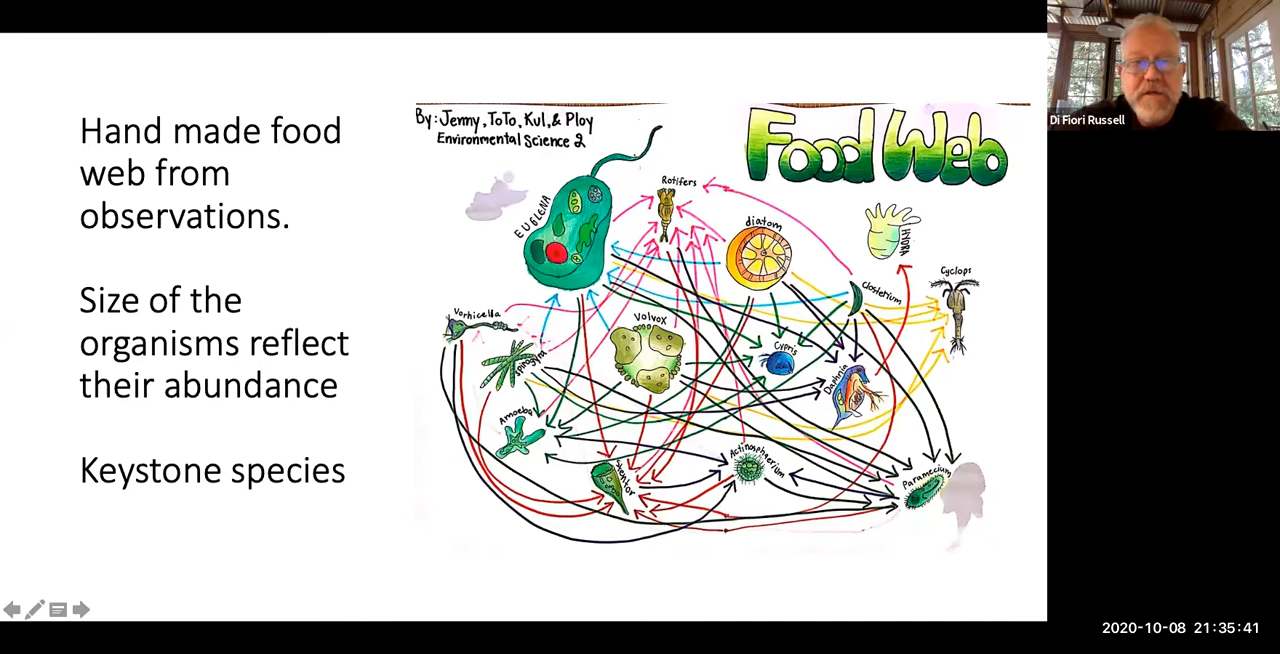 Hand made food
web from
observations.
Size of the
organisms reflect
their abundance
Keystone species
By: Jenny, ToTo, Kul, & Ploy
Environmental Science 2
Food Web
EUGLENA
Rotifers
diatom
HYDRA
Cyclops
closterium
Vorticella
Volvox
Cypris
spirogyra
Daphnia
Amoeba
Stentor
Actinosphaerium
Paramecium
Di Fiori Russell
2020-10-08 21:35:41